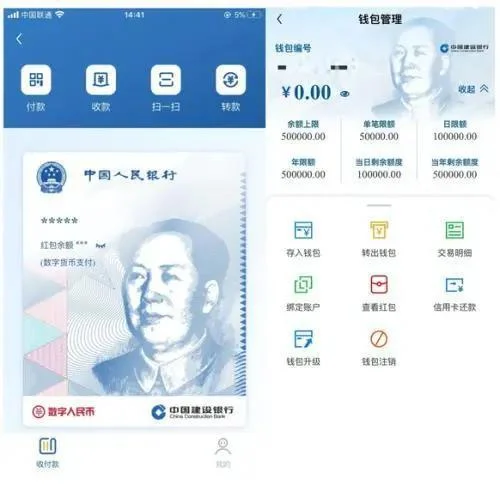 中国联通
14:41
5%
付款
收款
扫一扫
转款
中国人民银行
*****
红包余额 ***
(数字货币支付)
数字人民币
中国建设银行
China Construction Bank
收付款
我的
钱包管理
钱包编号
中国建设银行
China Construction Bank
¥0.00
收起
余额上限
单笔限额
日限额
500000.00
50000.00
100000.00
年限额
当日剩余额度
当年剩余额度
500000.00
100000.00
500000.00
存入钱包
转出钱包
交易明细
绑定账户
查看红包
信用卡还款
钱包升级
钱包注销